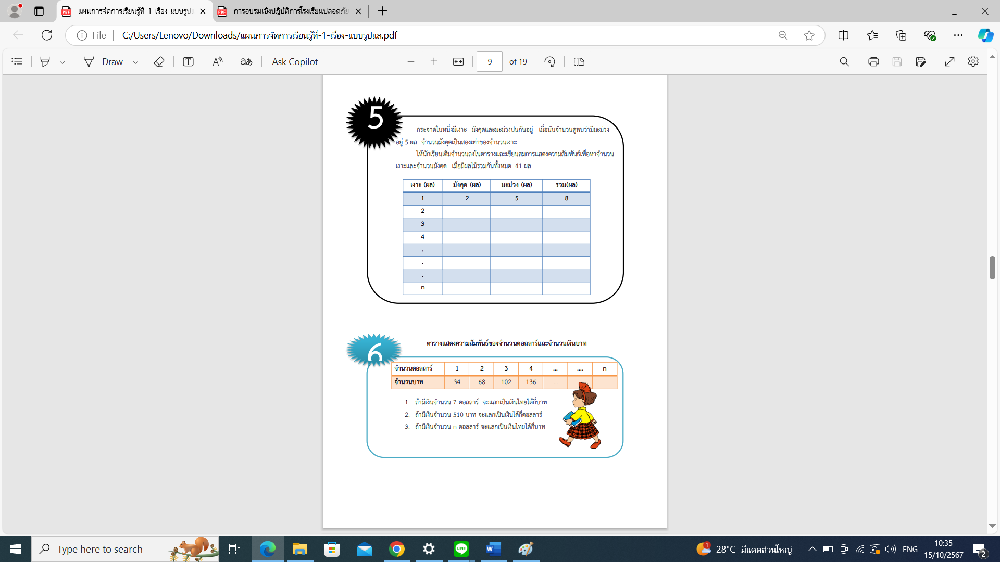 แผนการจัดการเรียนรู้ที่-1-เรื่อง-แบบรูปแ
การอบรมเชิงปฏิบัติการโรงเรียนปลอดภัย
File
C:/Users/Lenovo/Downloads/แผนการจัดการเรียนรู้ที่-1-เรื่อง-แบบรูปแล.pdf
Draw
aあ
Ask Copilot
9 of 19
5
กระจาดใบหนึ่งมีเงาะ มังคุดและมะม่วงปนกันอยู่ เมื่อนับจำนวนดูพบว่ามีมะม่วง
อยู่ 5 ผล จำนวนมังคุดเป็นสองเท่าของจำนวนเงาะ
ให้นักเรียนเติมจำนวนลงในตารางและเขียนสมการแสดงความสัมพันธ์เพื่อหาจำนวน
เงาะและจำนวนมังคุด เมื่อมีผลไม้รวมกันทั้งหมด 41 ผล
เงาะ (ผล) มังคุด (ผล) มะม่วง (ผล) รวม(ผล)
1 2 5 8
2
3
4
.
.
.
n
6
ตารางแสดงความสัมพันธ์ของจำนวนดอลลาร์และจำนวนเงินบาท
จำนวนดอลลาร์ 1 2 3 4 ... .... n
จำนวนบาท 34 68 102 136 ...
1. ถ้ามีเงินจำนวน 7 ดอลลาร์ จะแลกเป็นเงินไทยได้กี่บาท
2. ถ้ามีเงินจำนวน 510 บาท จะแลกเป็นเงินได้กี่ดอลลาร์
3. ถ้ามีเงินจำนวน n ดอลลาร์ จะแลกเป็นเงินไทยได้กี่บาท
Type here to search
1
28°C มีแดดส่วนใหญ่
ENG
10:35
15/10/2567
2